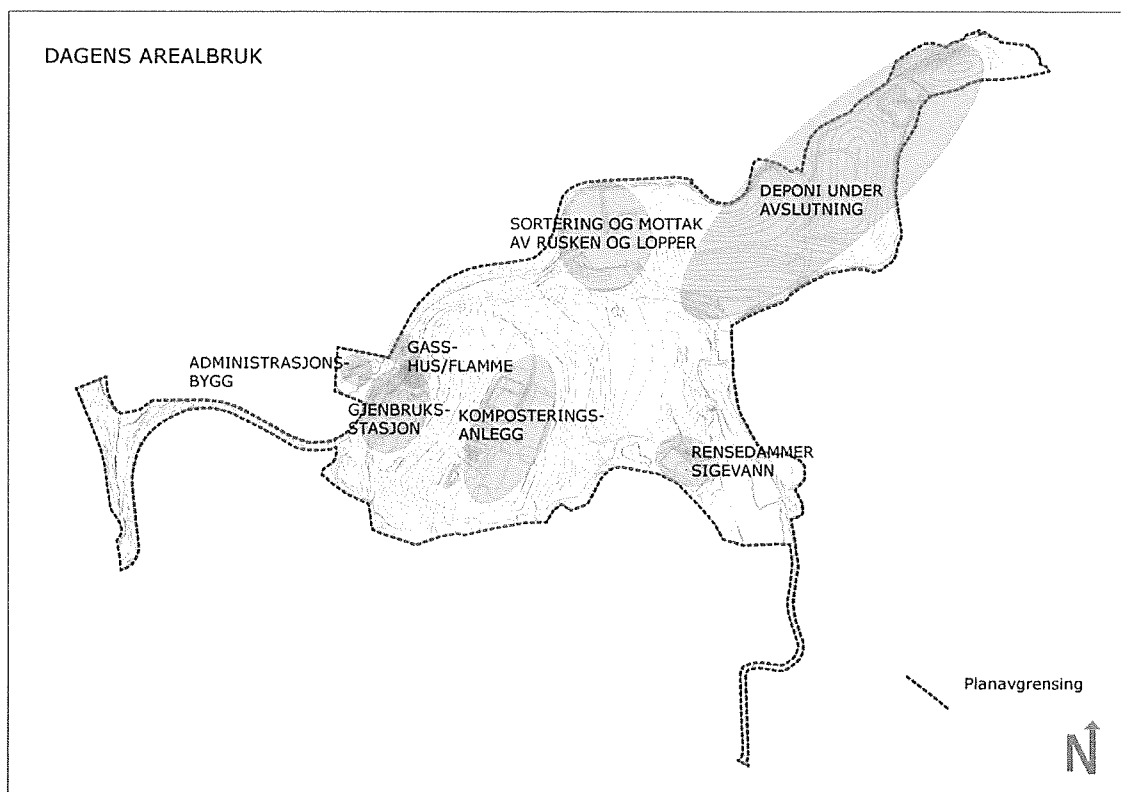 DAGENS AREALBRUK
DEPONI UNDER
AVSLUTNING
SORTERING OG MOTTAK
AV RUSKEN OG LOPPER
GASS-
HUS/FLAMME
ADMINISTRASJONS-
BYGG
GJENBRUKS-
STASJON
KOMPOSTERINGS-
ANLEGG
RENSEDAMMER
SIGEVANN
Planavgrensing
N